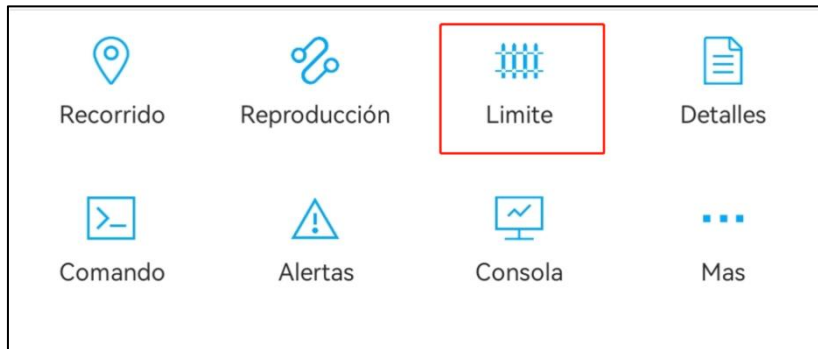 Recorrido Reproducción Limite Detalles
Comando Alertas Consola Mas